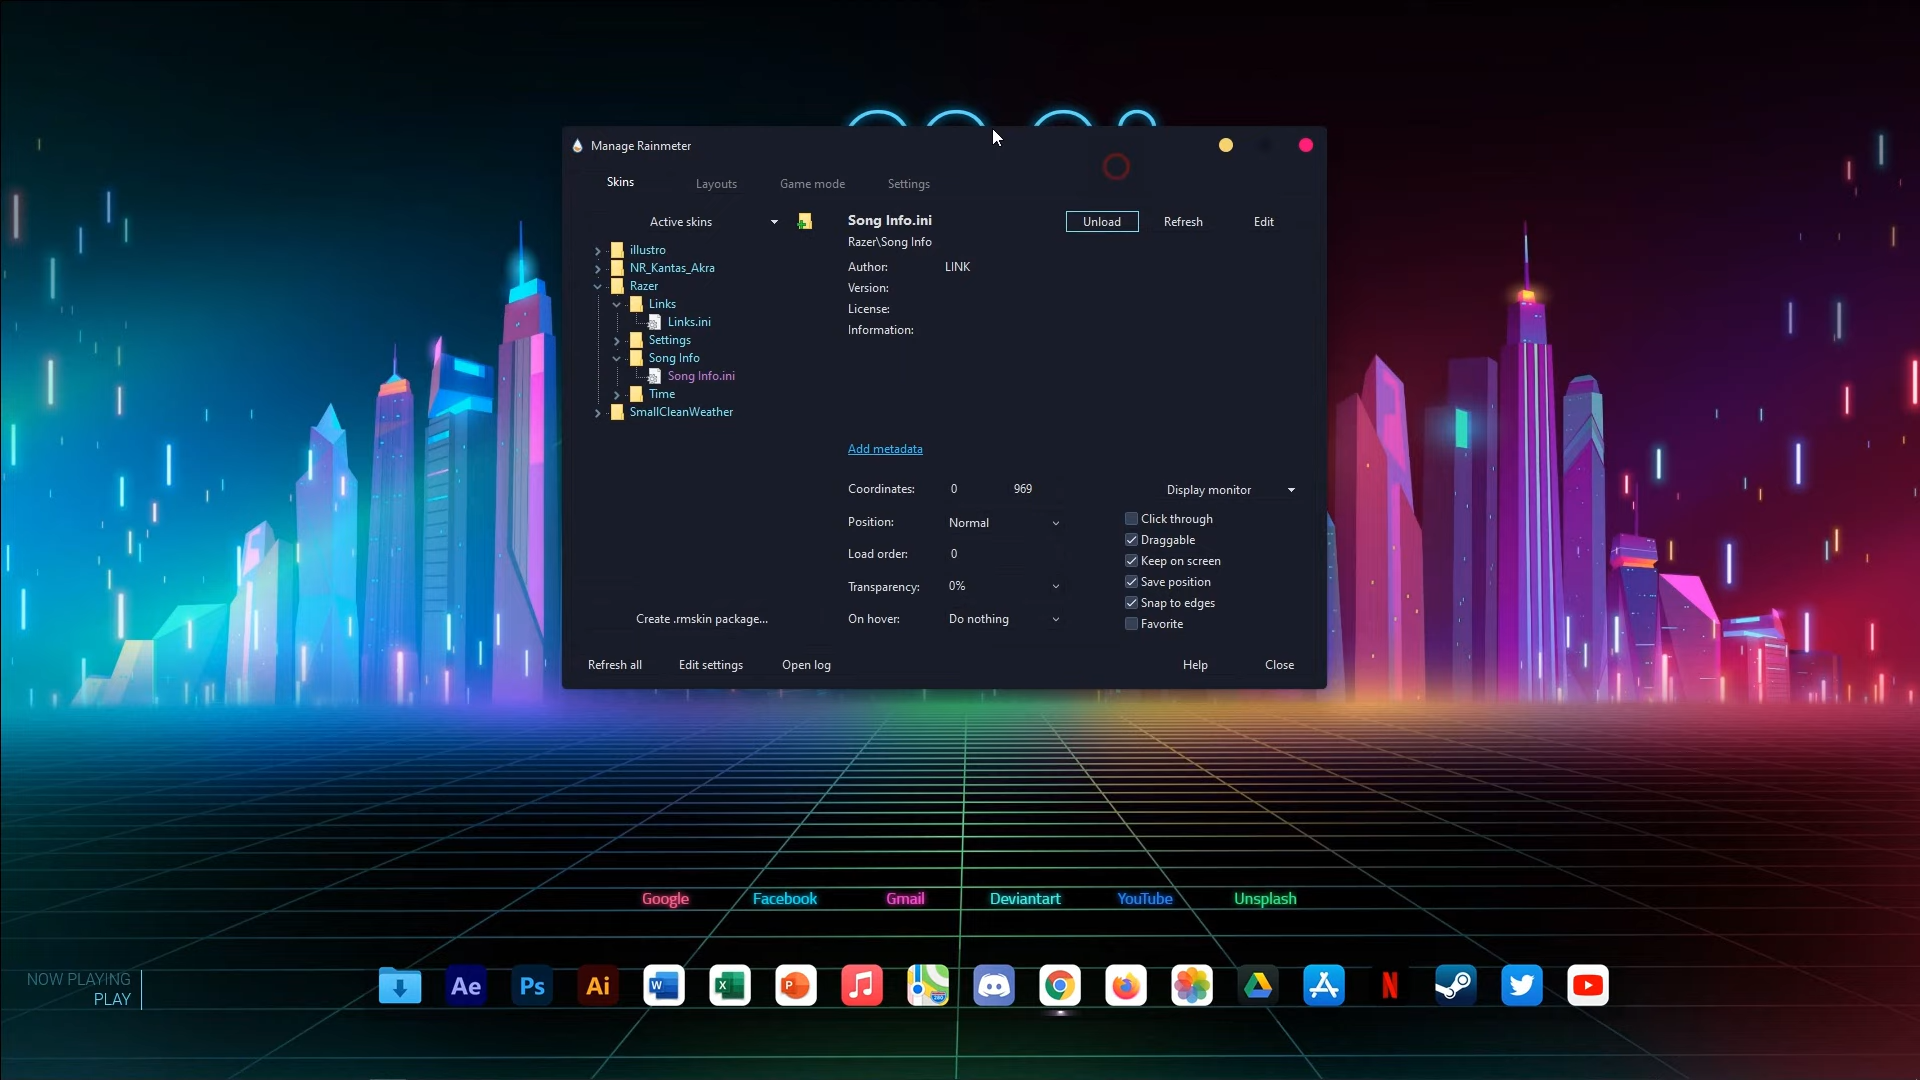 Manage Rainmeter
Skins Layouts Game mode Settings
Active skins
illustro
NR_Kantas_Akra
Razer
Links
Links.ini
Settings
Song Info
Song Info.ini
Time
SmallCleanWeather
Create .rmskin package...
Song Info.ini
Unload Refresh Edit
Razer\Song Info
Author: LINK
Version:
License:
Information:
Add metadata
Coordinates: 0 969
Position: Normal
Load order: 0
Transparency: 0%
On hover: Do nothing
Display monitor
Click through
Draggable
Keep on screen
Save position
Snap to edges
Favorite
Refresh all Edit settings Open log Help Close
Google Facebook Gmail Deviantart YouTube Unsplash
NOW PLAYING
PLAY
Ae Ps Ai W X P N
280